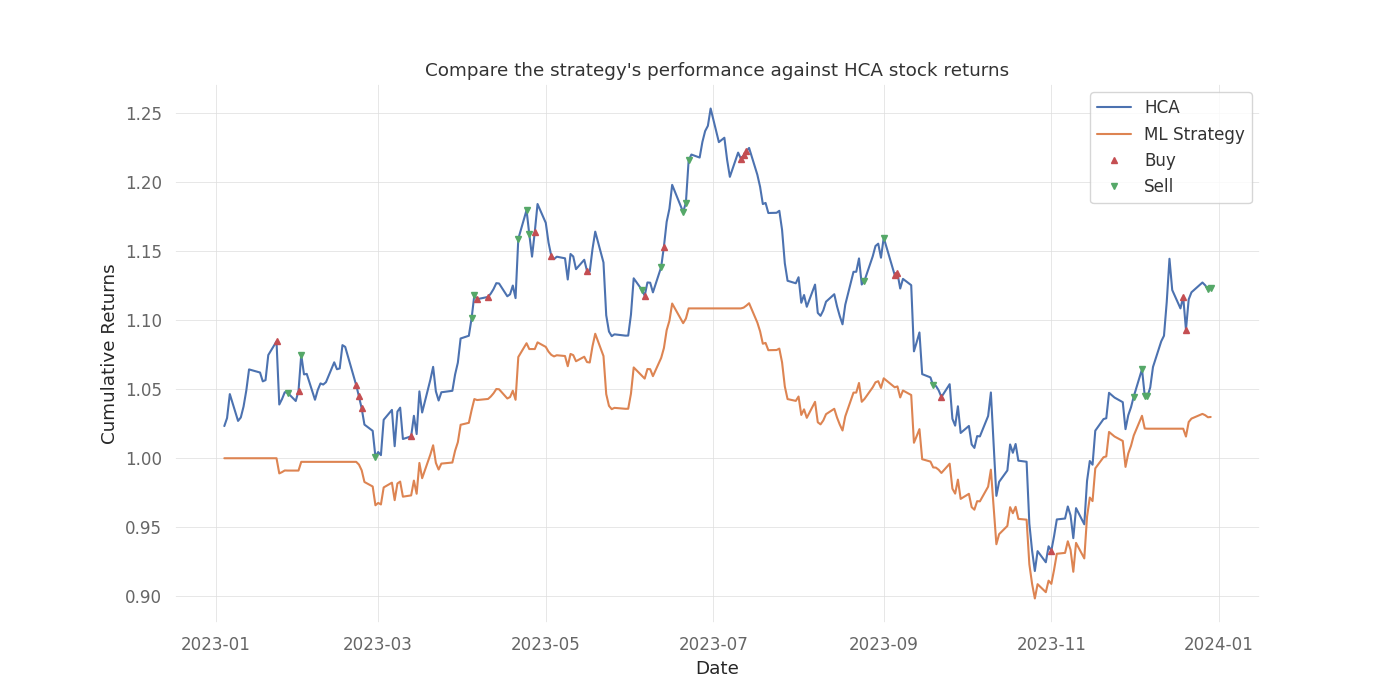 Compare the strategy's performance against HCA stock returns
HCA
ML Strategy
Buy
Sell
Cumulative Returns
1.25
1.20
1.15
1.10
1.05
1.00
0.95
0.90
2023-01
2023-03
2023-05
2023-07
2023-09
2023-11
2024-01
Date